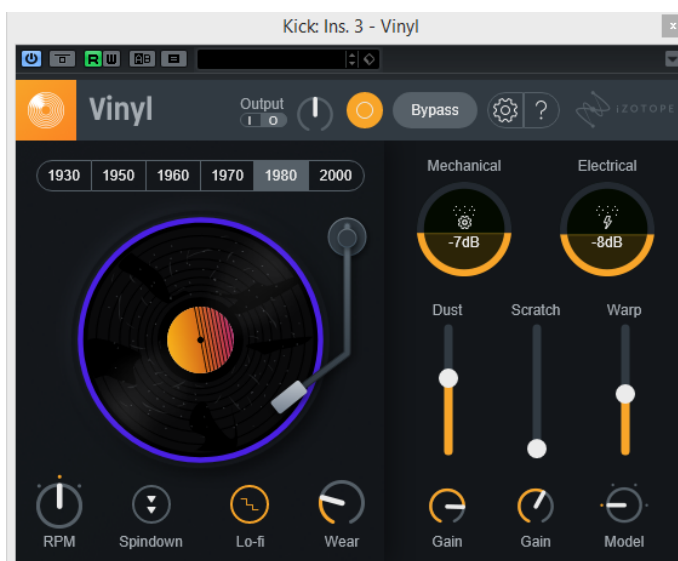 Kick: Ins. 3 - Vinyl
x
R W AB
Vinyl
Output
I O
Bypass
?
iZOTOPE
1930 1950 1960 1970 1980 2000
Mechanical Electrical
-7dB -8dB
Dust Scratch Warp
RPM Spindown Lo-fi Wear Gain Gain Model